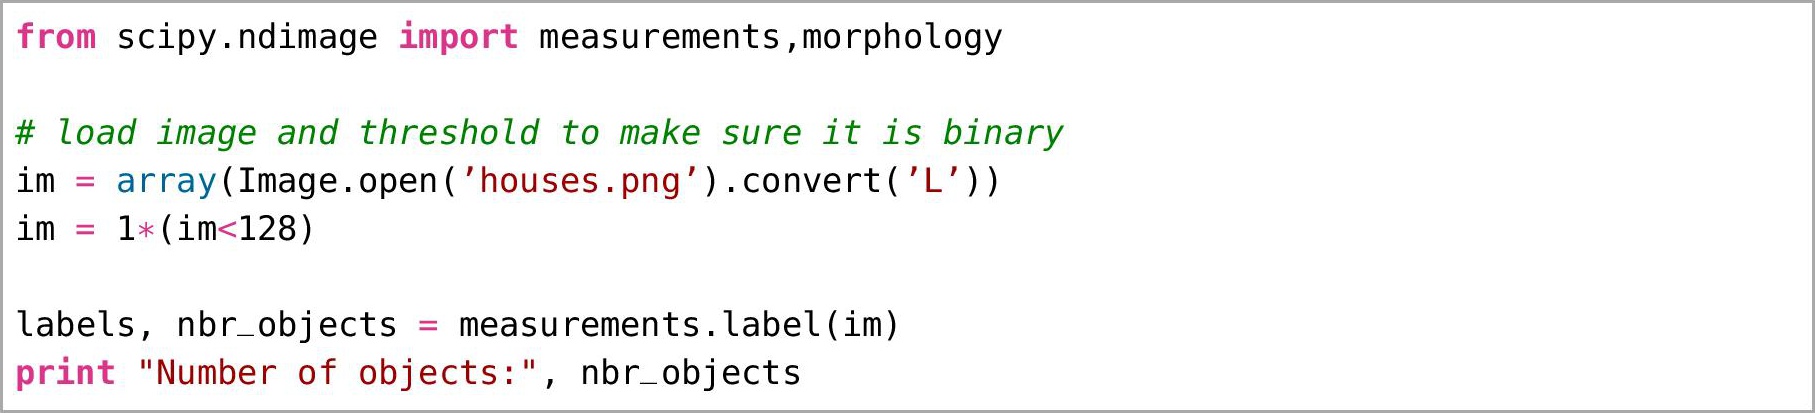 from scipy.ndimage import measurements,morphology
# load image and threshold to make sure it is binary
im = array(Image.open(’houses.png’).convert(’L’))
im = 1*(im<128)
labels, nbr_objects = measurements.label(im)
print "Number of objects:", nbr_objects